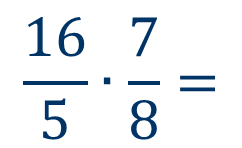 16/5 · 7/8 =